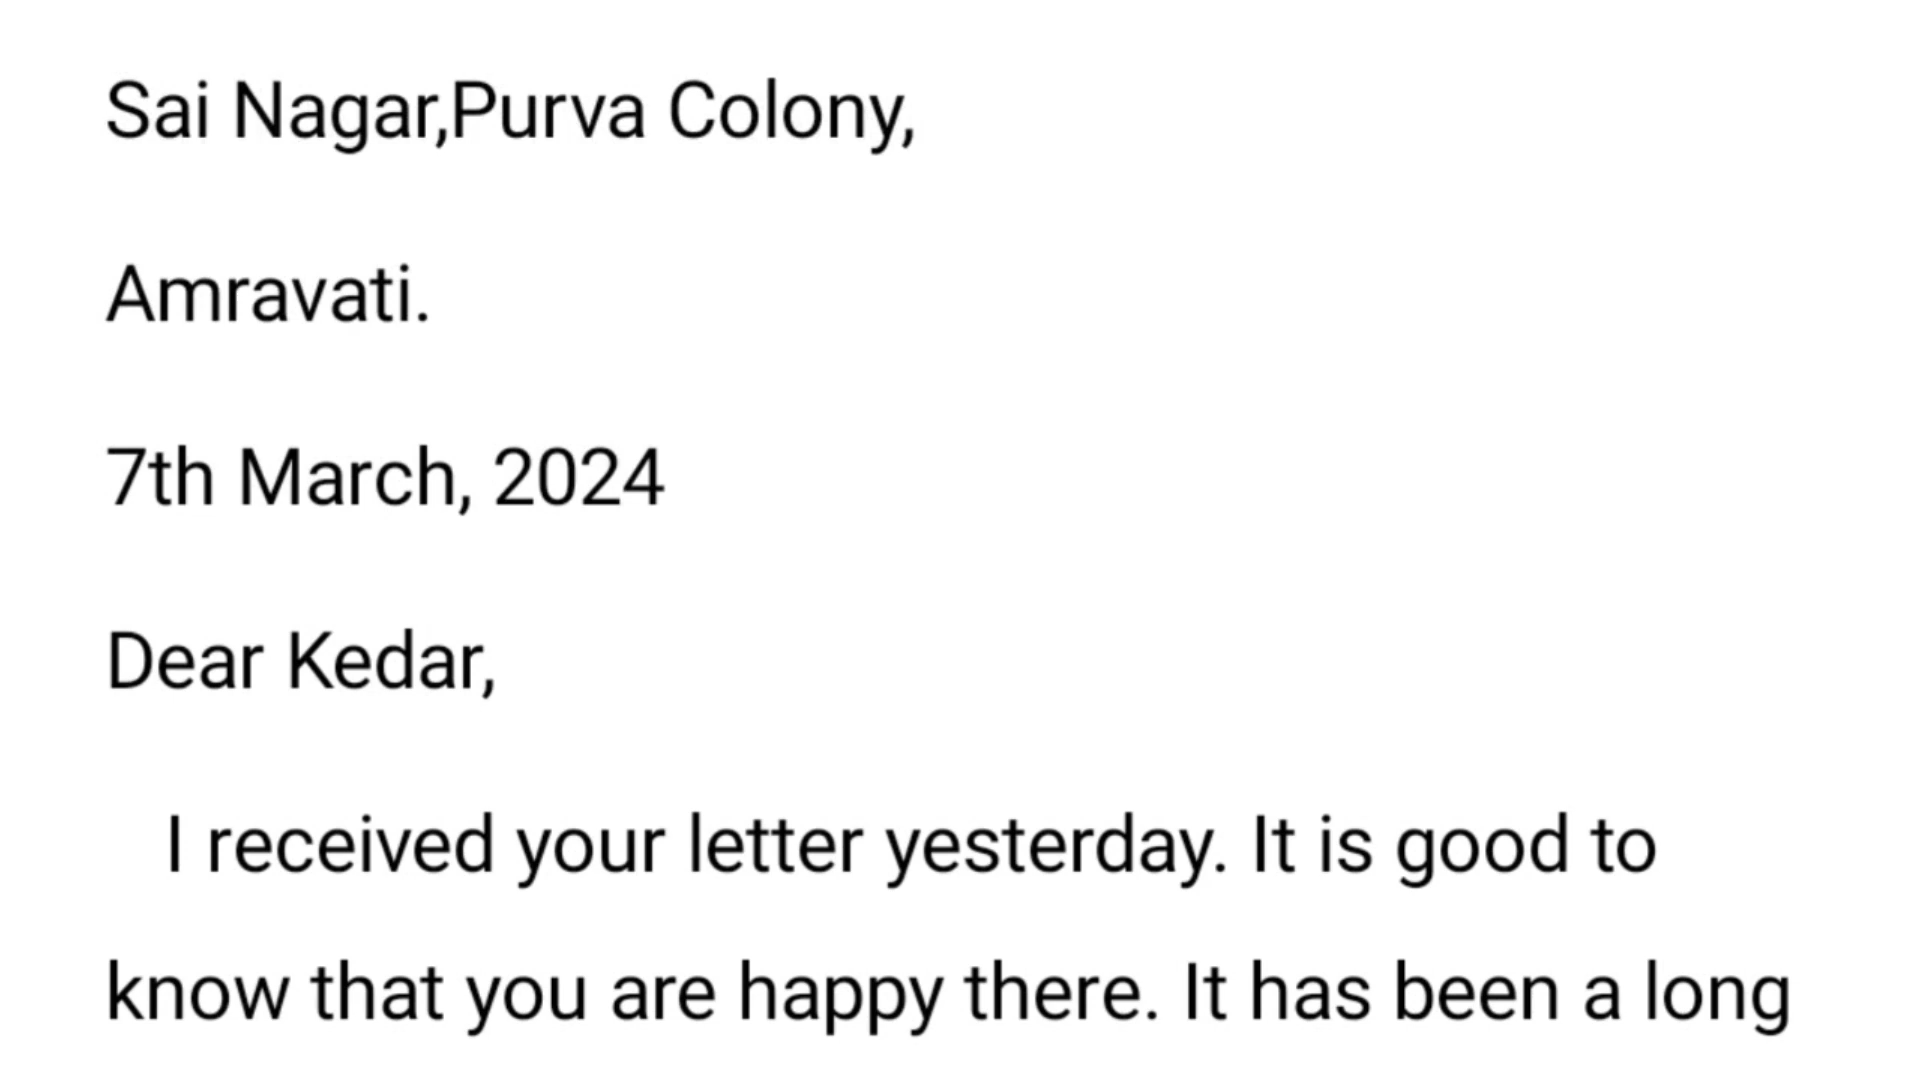 Sai Nagar,Purva Colony,
Amravati.
7th March, 2024
Dear Kedar,
I received your letter yesterday. It is good to
know that you are happy there. It has been a long